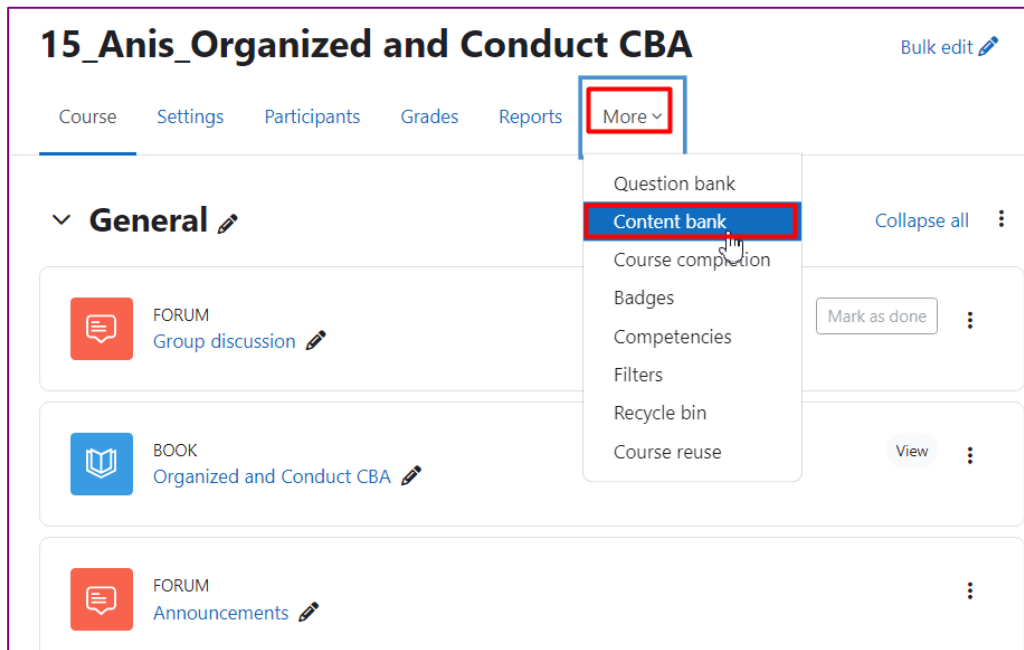 15_Anis_Organized and Conduct CBA
Bulk edit
Course Settings Participants Grades Reports More
Question bank
Content bank
Course completion
Badges
Competencies
Filters
Recycle bin
Course reuse
General
Collapse all
FORUM
Group discussion
Mark as done
BOOK
Organized and Conduct CBA
View
FORUM
Announcements